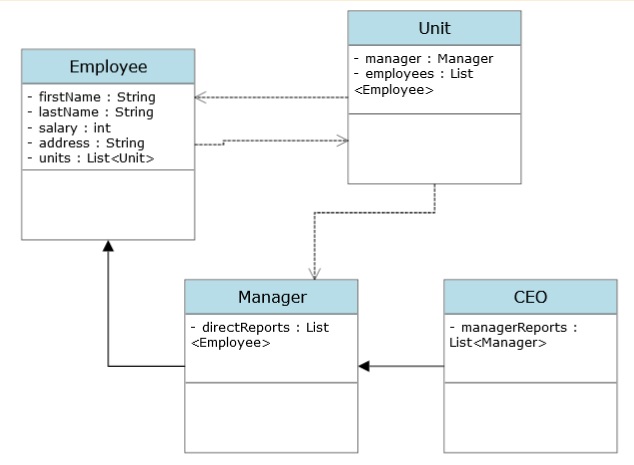 Unit
- manager : Manager
- employees : List
<Employee>
Employee
- firstName : String
- lastName : String
- salary : int
- address : String
- units : List<Unit>
Manager
- directReports : List
<Employee>
CEO
- managerReports :
List<Manager>